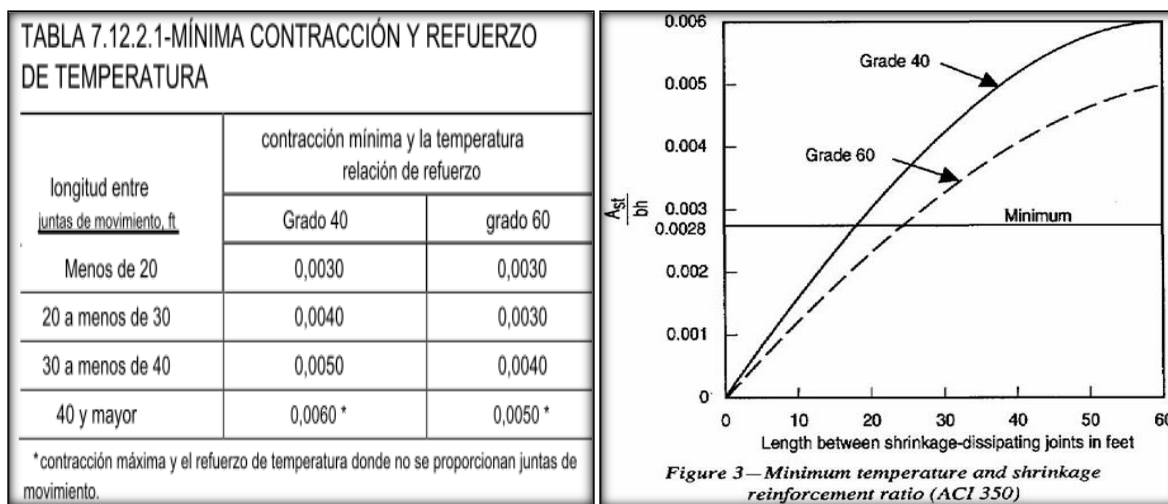 TABLA 7.12.2.1-MÍNIMA CONTRACCIÓN Y REFUERZO
DE TEMPERATURA
longitud entre
juntas de movimiento, ft
contracción mínima y la temperatura
relación de refuerzo
Grado 40 grado 60
Menos de 20 0,0030 0,0030
20 a menos de 30 0,0040 0,0030
30 a menos de 40 0,0050 0,0040
40 y mayor 0,0060 * 0,0050 *
*contracción máxima y el refuerzo de temperatura donde no se proporcionan juntas de
movimiento.
0.006
0.005
0.004
0.003
0.0028
0.002
0.001
0
Ast
bh
Grade 40
Grade 60
Minimum
0 10 20 30 40 50 60
Length between shrinkage-dissipating joints in feet
Figure 3—Minimum temperature and shrinkage
reinforcement ratio (ACI 350)